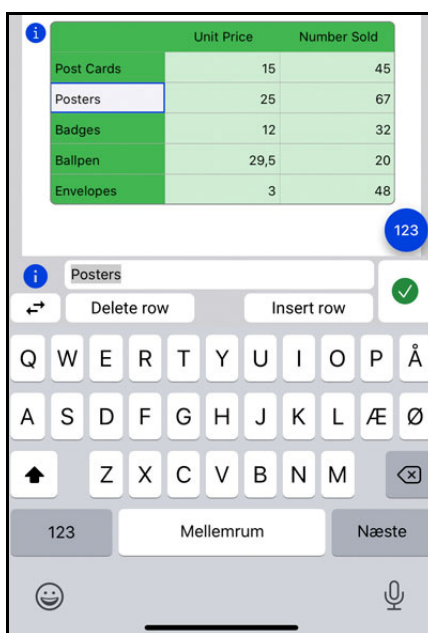 i
Unit Price Number Sold
Post Cards 15 45
Posters 25 67
Badges 12 32
Ballpen 29,5 20
Envelopes 3 48
123
i Posters
Delete row Insert row
Q W E R T Y U I O P Å
A S D F G H J K L Æ Ø
Z X C V B N M
123 Mellemrum Næste